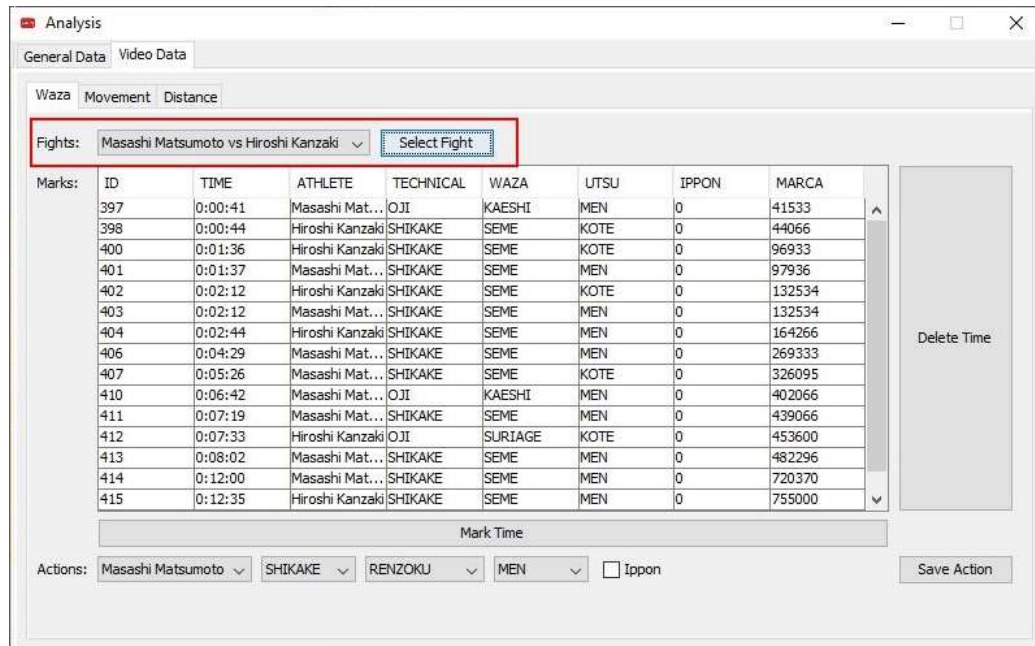 Analysis
General Data Video Data
Waza Movement Distance
Fights: Masashi Matsumoto vs Hiroshi Kanzaki Select Fight
Marks: ID TIME ATHLETE TECHNICAL WAZA UTSU IPPON MARCA
397 0:00:41 Masashi Mat... OJI KAESHI MEN 0 41533
398 0:00:44 Hiroshi Kanzaki SHIKAKE SEME KOTE 0 44066
400 0:01:36 Hiroshi Kanzaki SHIKAKE SEME KOTE 0 96933
401 0:01:37 Masashi Mat... SHIKAKE SEME MEN 0 97936
402 0:02:12 Hiroshi Kanzaki SHIKAKE SEME KOTE 0 132534
403 0:02:12 Masashi Mat... SHIKAKE SEME MEN 0 132534
404 0:02:44 Hiroshi Kanzaki SHIKAKE SEME MEN 0 164266
406 0:04:29 Masashi Mat... SHIKAKE SEME MEN 0 269333
407 0:05:26 Masashi Mat... SHIKAKE SEME KOTE 0 326095
410 0:06:42 Masashi Mat... OJI KAESHI MEN 0 402066
411 0:07:19 Masashi Mat... SHIKAKE SEME MEN 0 439066
412 0:07:33 Hiroshi Kanzaki OJI SURIAGE KOTE 0 453600
413 0:08:02 Masashi Mat... SHIKAKE SEME MEN 0 482296
414 0:12:00 Masashi Mat... SHIKAKE SEME MEN 0 720370
415 0:12:35 Hiroshi Kanzaki SHIKAKE SEME MEN 0 755000
Delete Time
Mark Time
Actions: Masashi Matsumoto SHIKAKE RENZOKU MEN Ippon Save Action